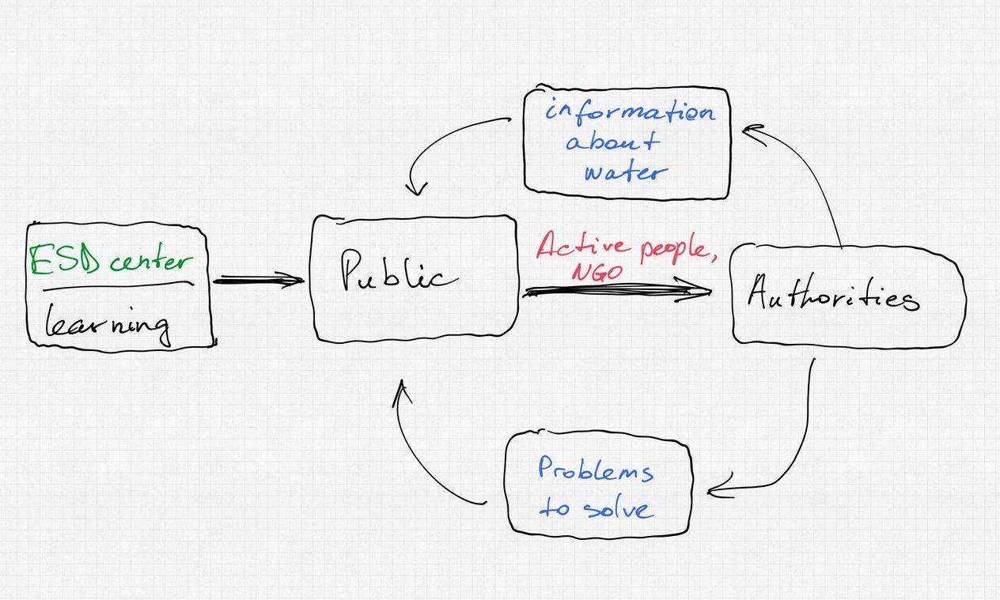 information
about
water
ESD center
learning
Public
Active people,
NGO
Authorities
Problems
to solve